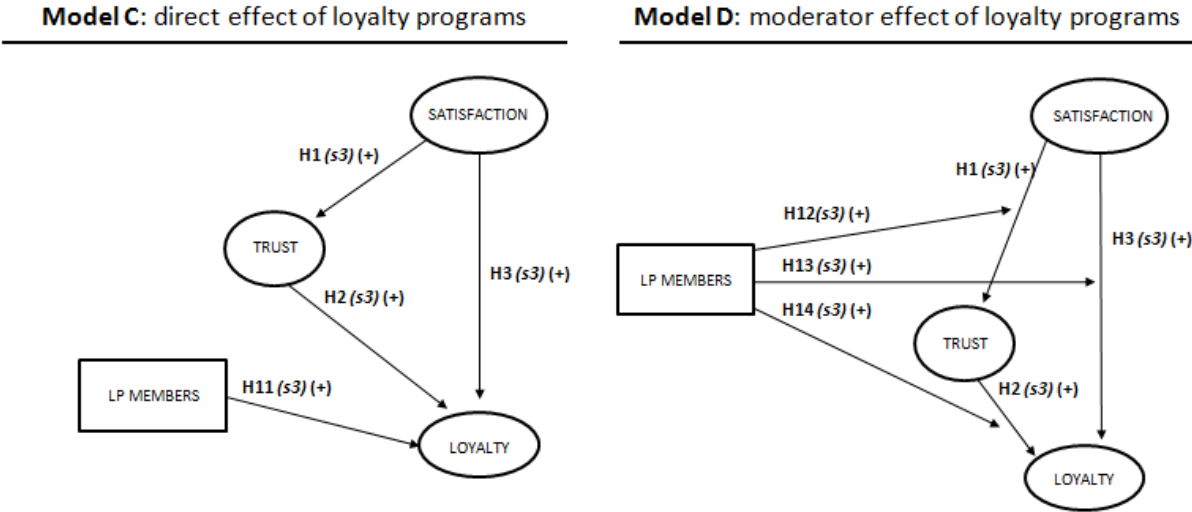 Model C: direct effect of loyalty programs
SATISFACTION
H1 (s3) (+)
TRUST
H2 (s3) (+)
H3 (s3) (+)
LP MEMBERS
H11 (s3) (+)
LOYALTY
Model D: moderator effect of loyalty programs
SATISFACTION
H1 (s3) (+)
H12(s3) (+)
H3 (s3) (+)
H13 (s3) (+)
LP MEMBERS
H14 (s3) (+)
TRUST
H2 (s3) (+)
LOYALTY